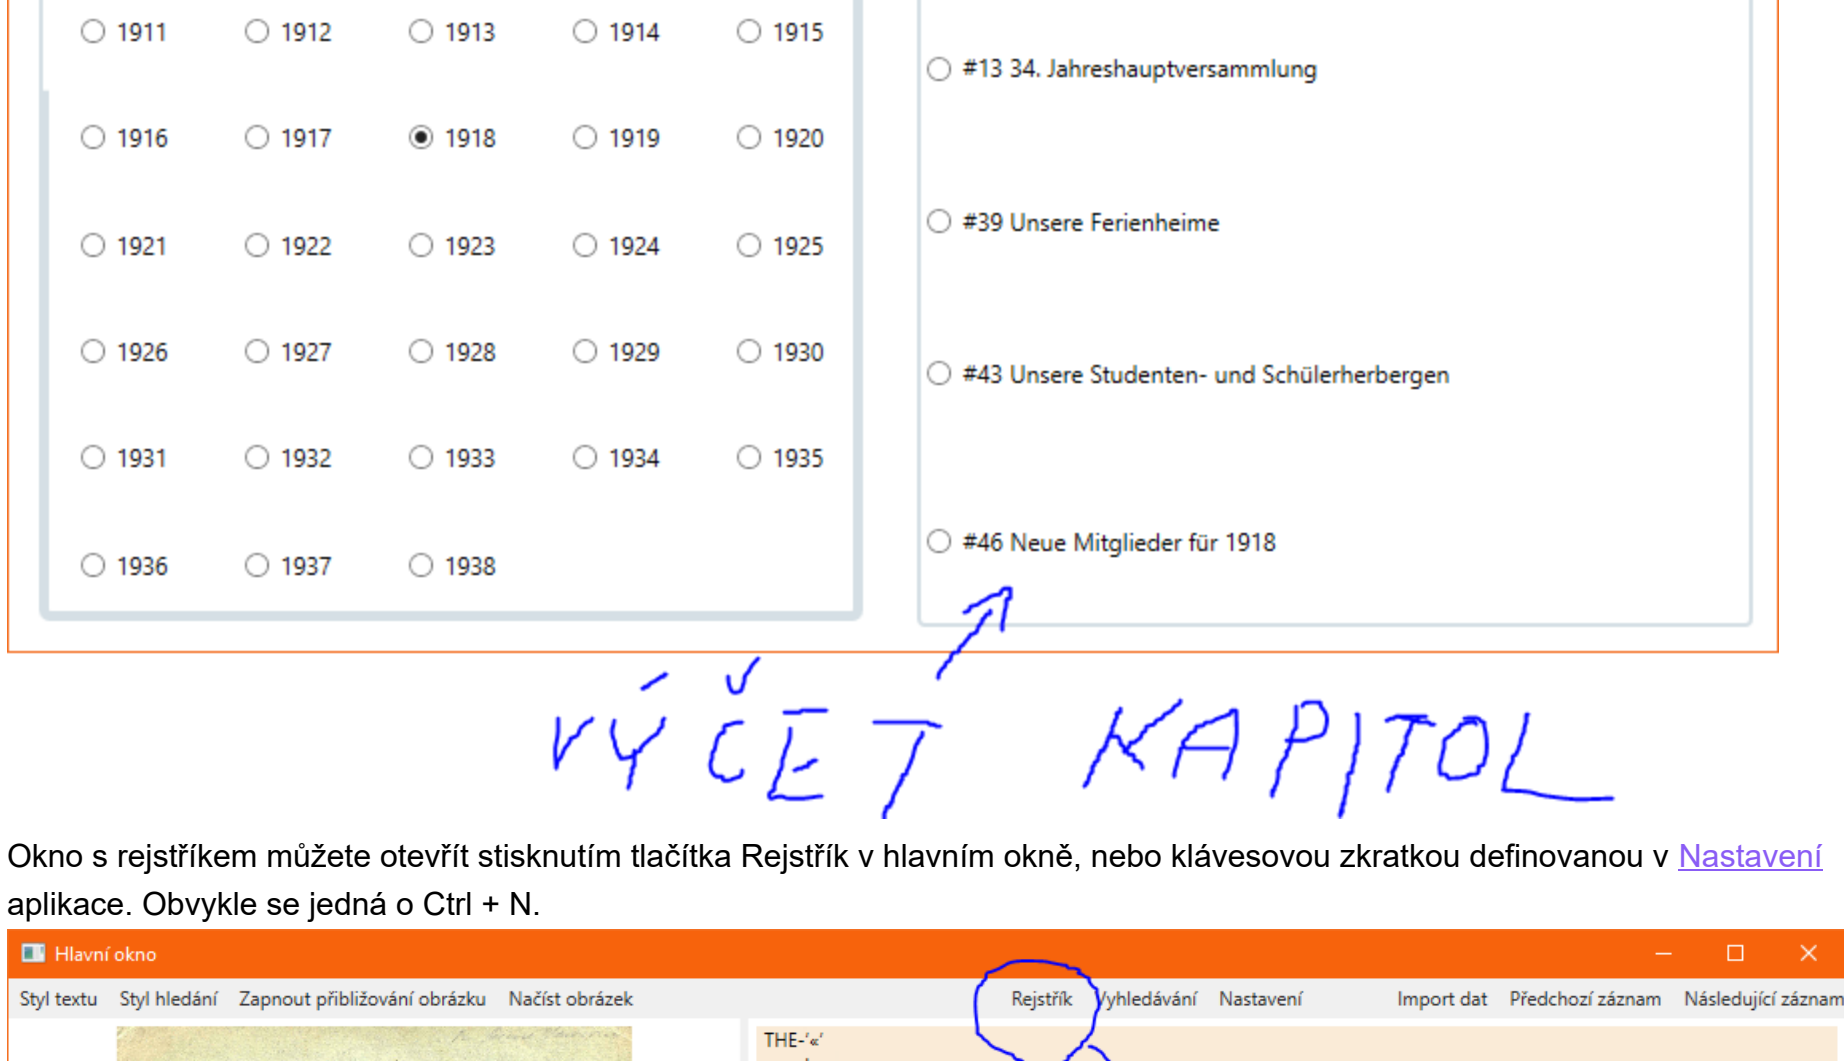 1911 1912 1913 1914 1915
1916 1917 1918 1919 1920
1921 1922 1923 1924 1925
1926 1927 1928 1929 1930
1931 1932 1933 1934 1935
1936 1937 1938
#13 34. Jahreshauptversammlung
#39 Unsere Ferienheime
#43 Unsere Studenten- und Schülerherbergen
#46 Neue Mitglieder für 1918
VÝČET KAPITOL
Okno s rejstříkem můžete otevřít stisknutím tlačítka Rejstřík v hlavním okně, nebo klávesovou zkratkou definovanou v Nastavení
aplikace. Obvykle se jedná o Ctrl + N.
Hlavní okno
Styl textu Styl hledání Zapnout přibližování obrázku Načíst obrázek Rejstřík Vyhledávání Nastavení Import dat Předchozí záznam Následující záznam
THE-‘«‘